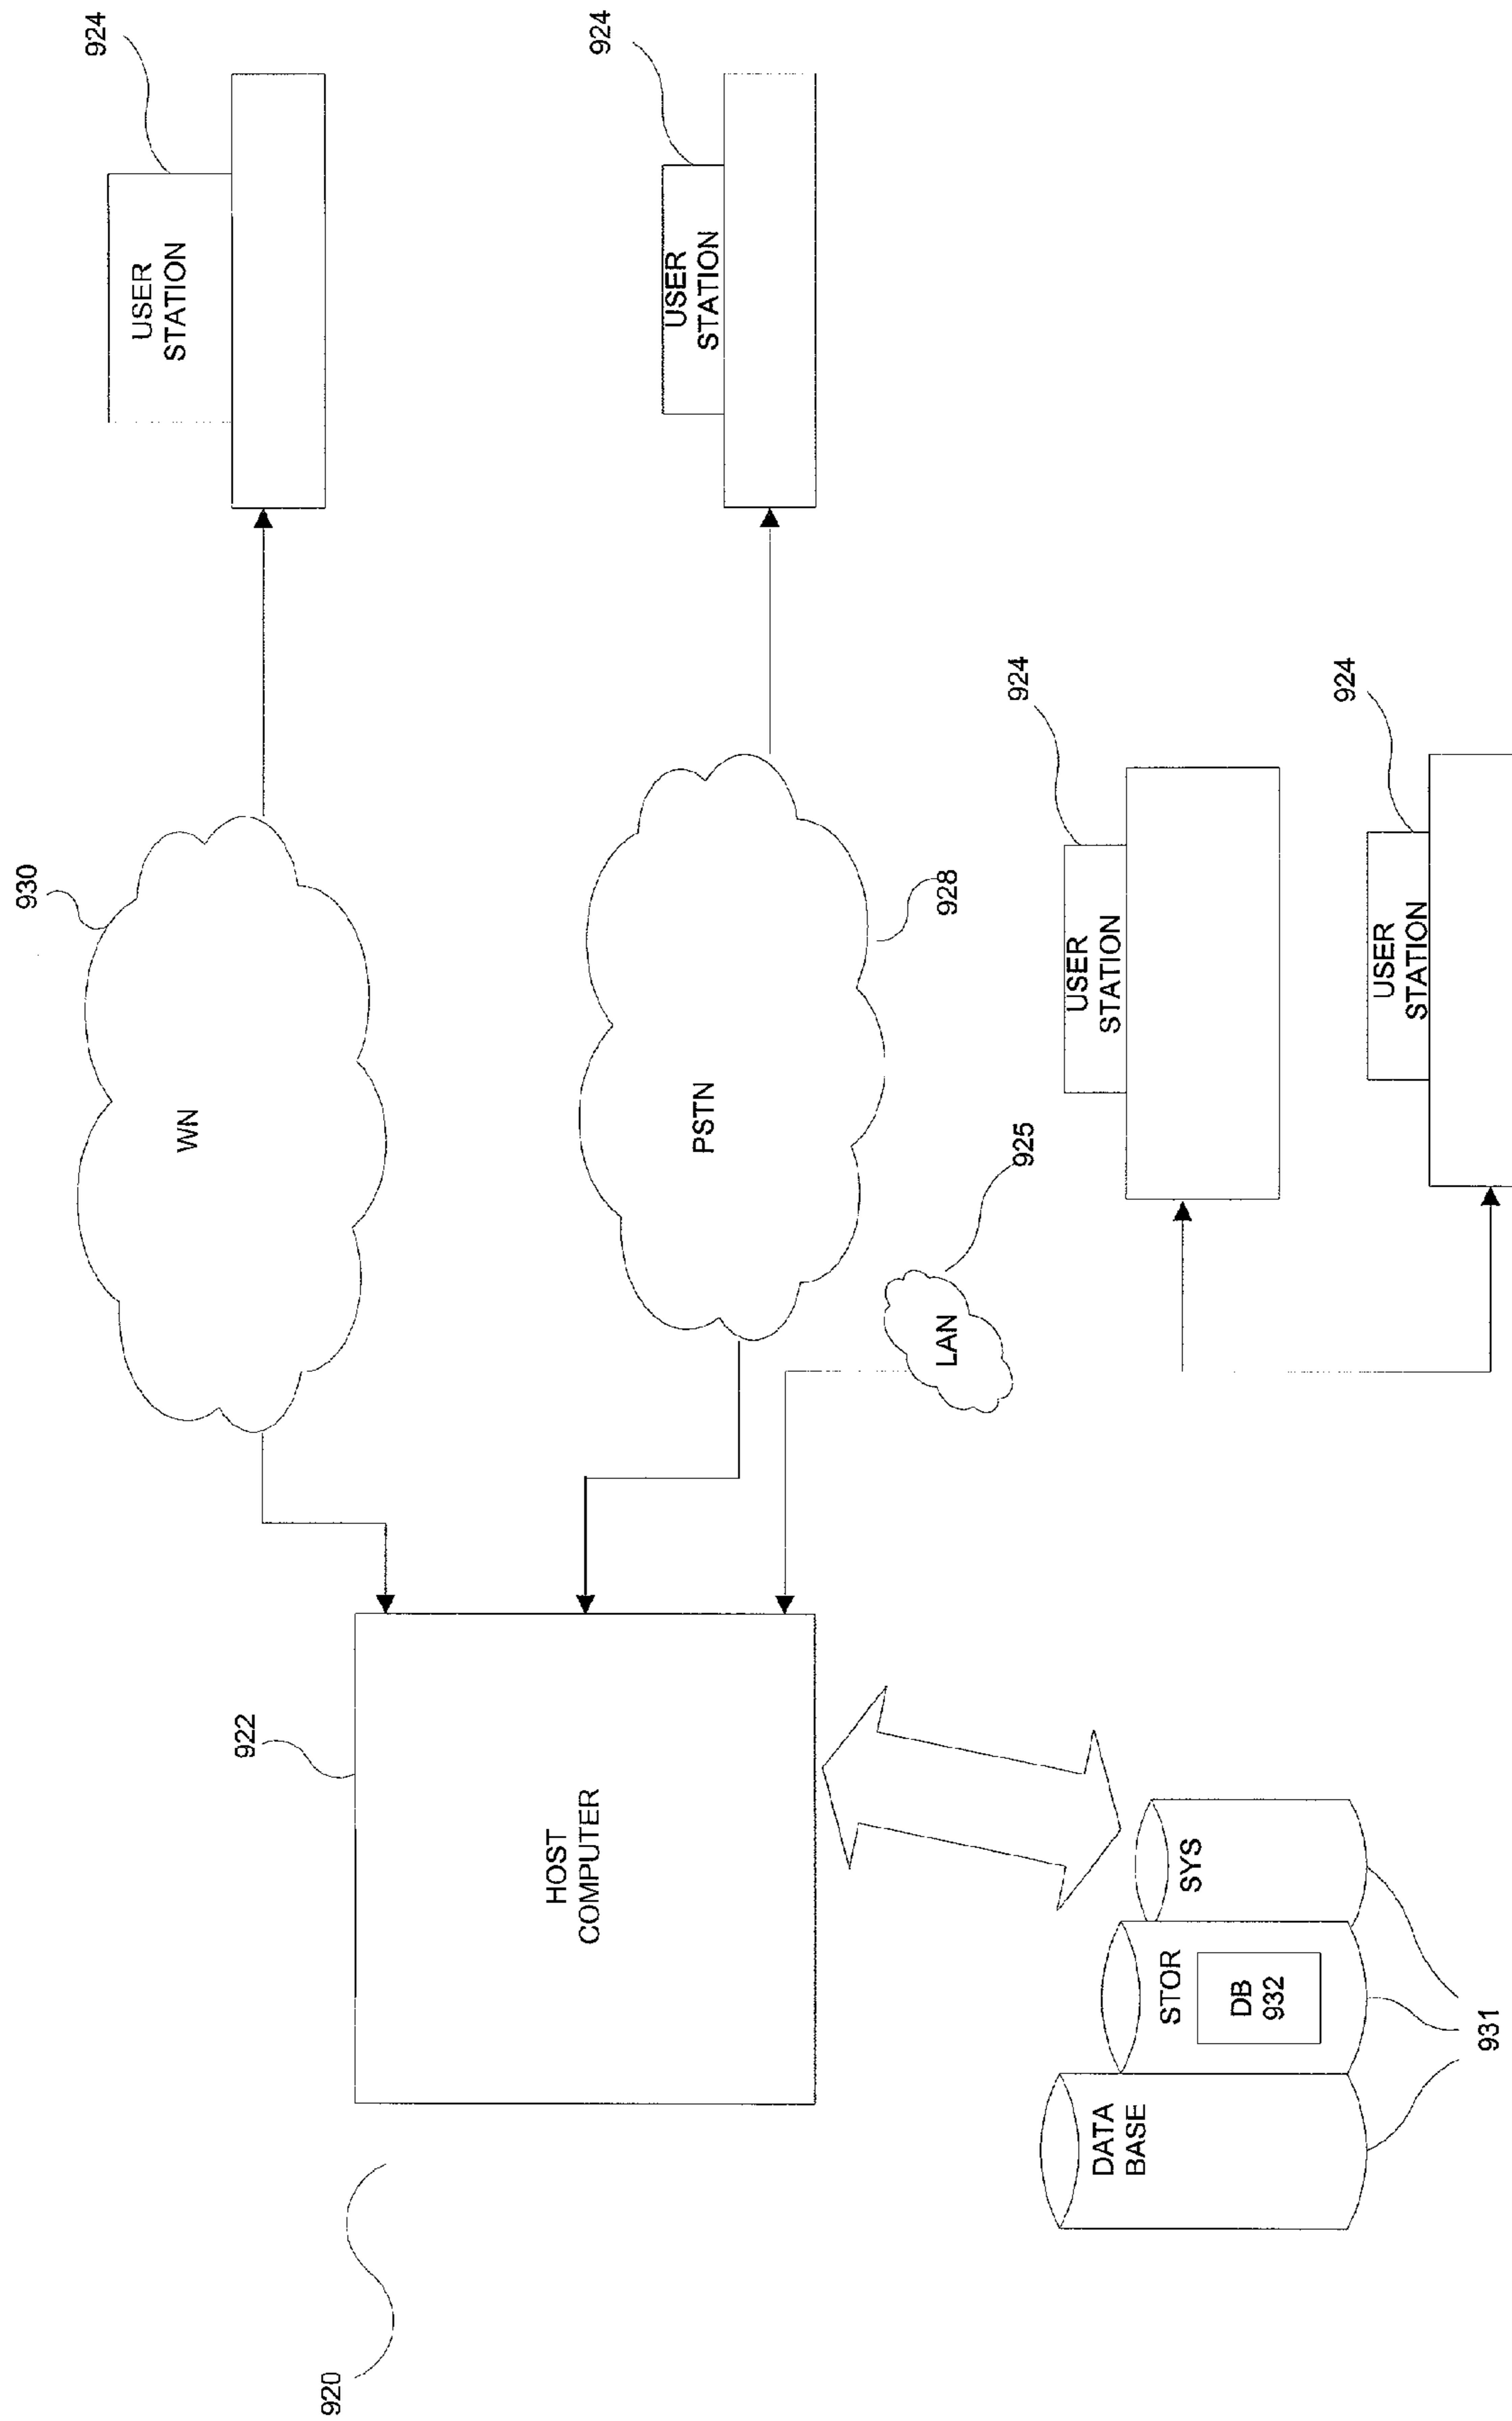 930
924
WN
USER
STATION
922
924
PSTN
USER
STATION
HOST
COMPUTER
928
LAN
925
924
USER
STATION
924
USER
STATION
920
DATA
BASE
STOR
SYS
DB
932
931